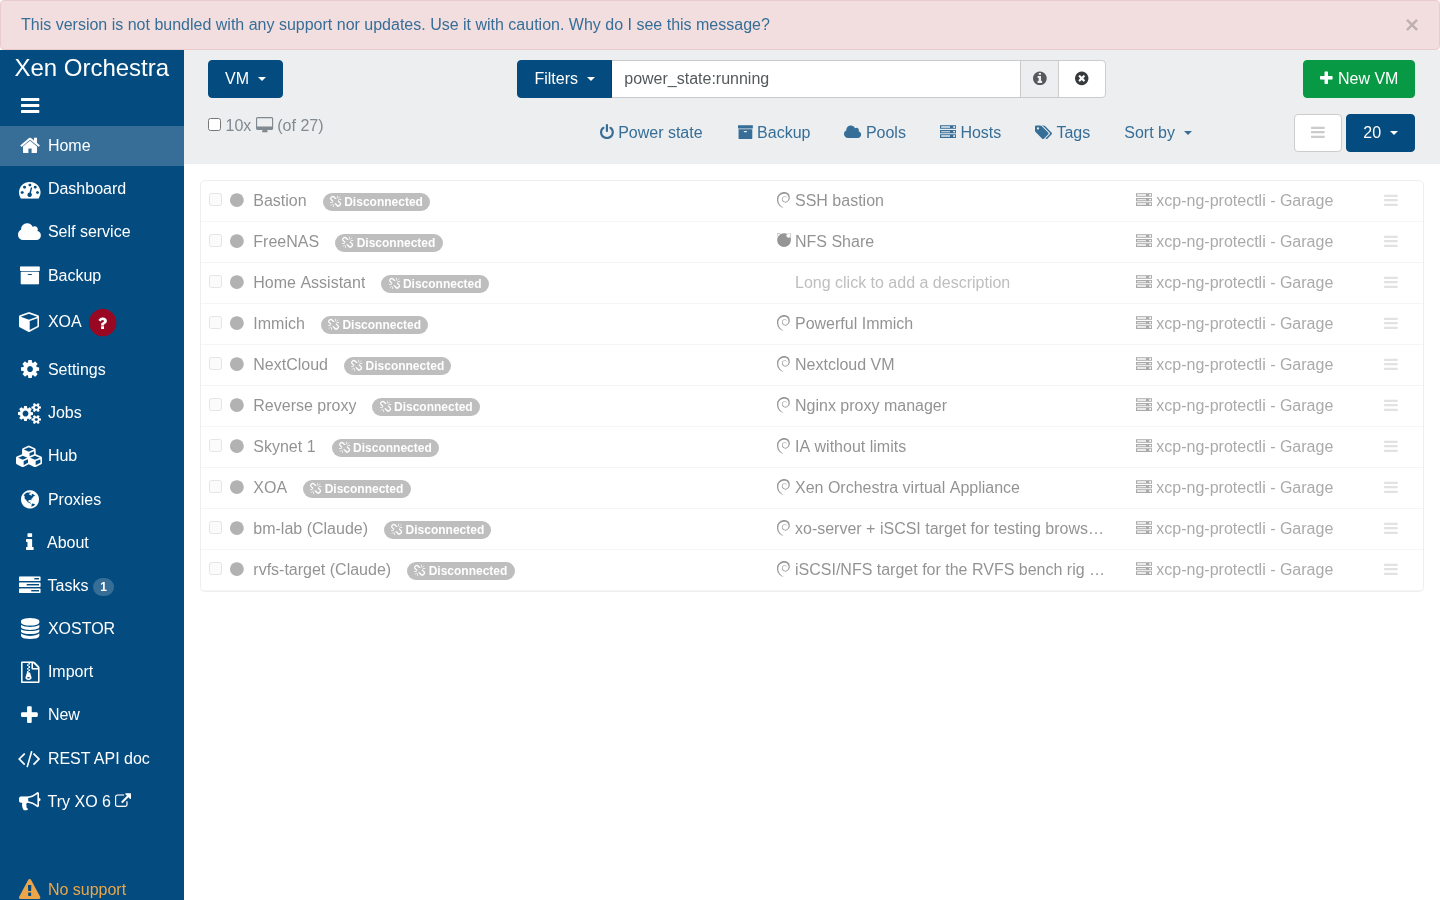 This version is not bundled with any support nor updates. Use it with caution. Why do I see this message?
×
Xen Orchestra
Home
Dashboard
Self service
Backup
XOA ?
Settings
Jobs
Hub
Proxies
About
Tasks 1
XOSTOR
Import
New
REST API doc
Try XO 6
No support
VM
Filters
power_state:running
New VM
10x (of 27)
Power state
Backup
Pools
Hosts
Tags
Sort by
20
Bastion Disconnected SSH bastion xcp-ng-protectli - Garage
FreeNAS Disconnected NFS Share xcp-ng-protectli - Garage
Home Assistant Disconnected Long click to add a description xcp-ng-protectli - Garage
Immich Disconnected Powerful Immich xcp-ng-protectli - Garage
NextCloud Disconnected Nextcloud VM xcp-ng-protectli - Garage
Reverse proxy Disconnected Nginx proxy manager xcp-ng-protectli - Garage
Skynet 1 Disconnected IA without limits xcp-ng-protectli - Garage
XOA Disconnected Xen Orchestra virtual Appliance xcp-ng-protectli - Garage
bm-lab (Claude) Disconnected xo-server + iSCSI target for testing brows… xcp-ng-protectli - Garage
rvfs-target (Claude) Disconnected iSCSI/NFS target for the RVFS bench rig … xcp-ng-protectli - Garage